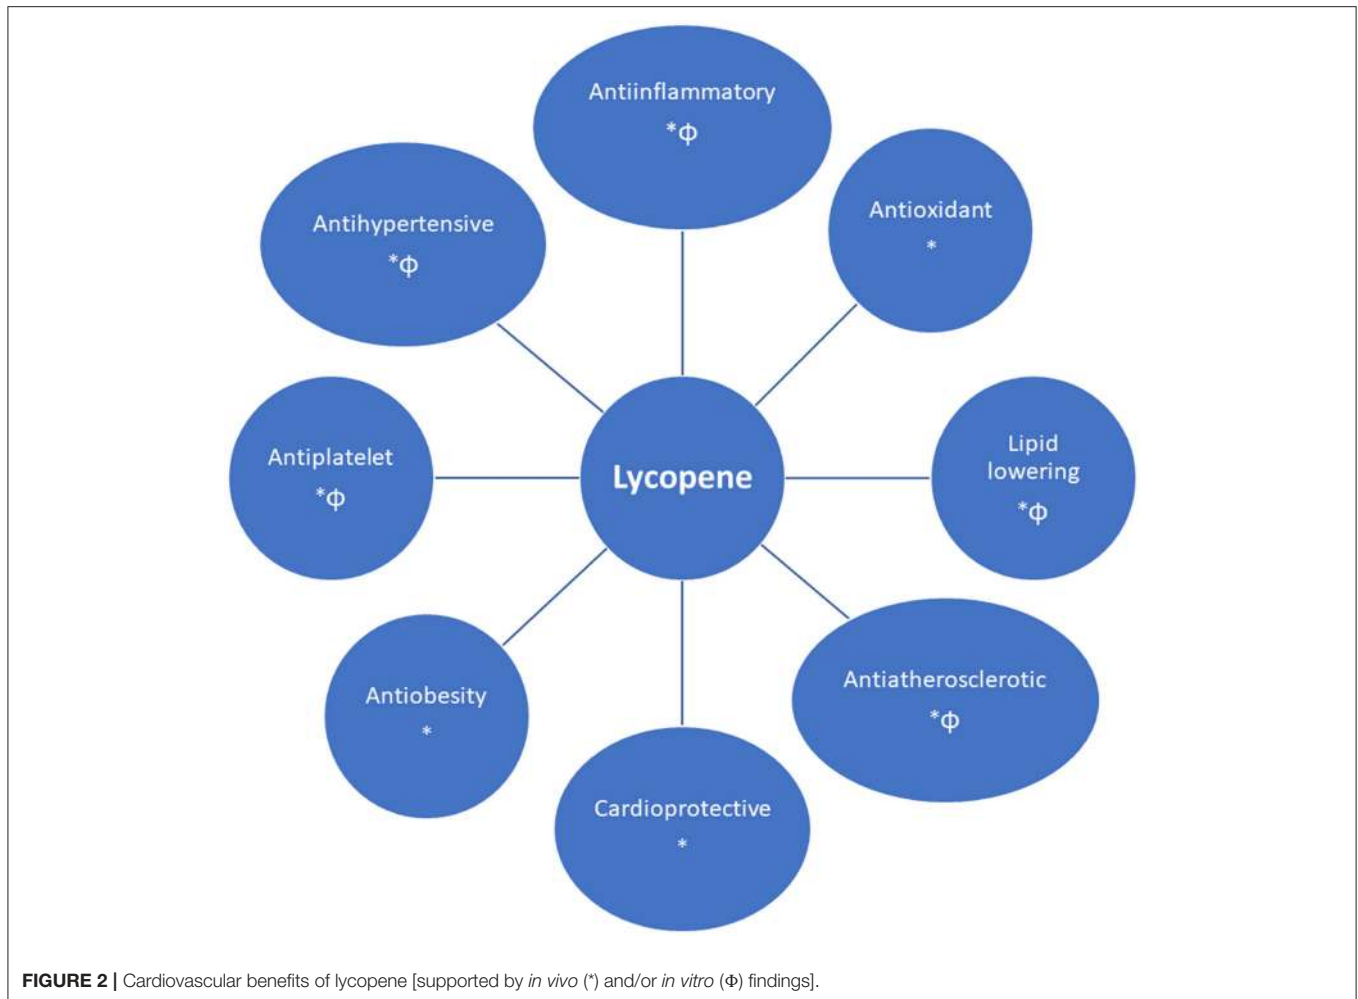 Antiinflammatory
*Φ
Antioxidant
*
Antihypertensive
*Φ
Lipid
lowering
*Φ
Antiplatelet
*Φ
Lycopene
Antiatherosclerotic
*Φ
Antiobesity
*
Cardioprotective
*
FIGURE 2 | Cardiovascular benefits of lycopene [supported by in vivo (*) and/or in vitro (Φ) findings].